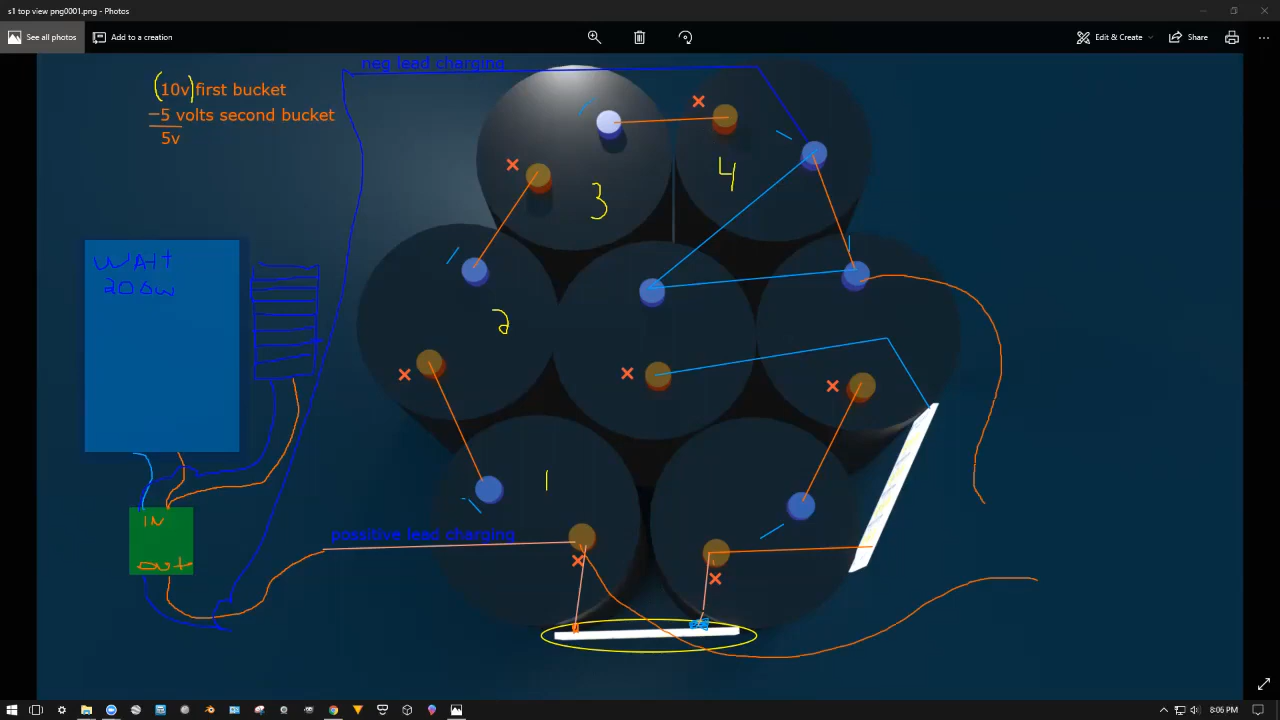 s1 top view png0001.png - Photos
See all photos
Add to a creation
Edit & Create
Share
neg lead charging
(10v) first bucket
-5 volts second bucket
5v
WAtt
200w
3
4
2
1
possitive lead charging
IN
OUT
8:06 PM